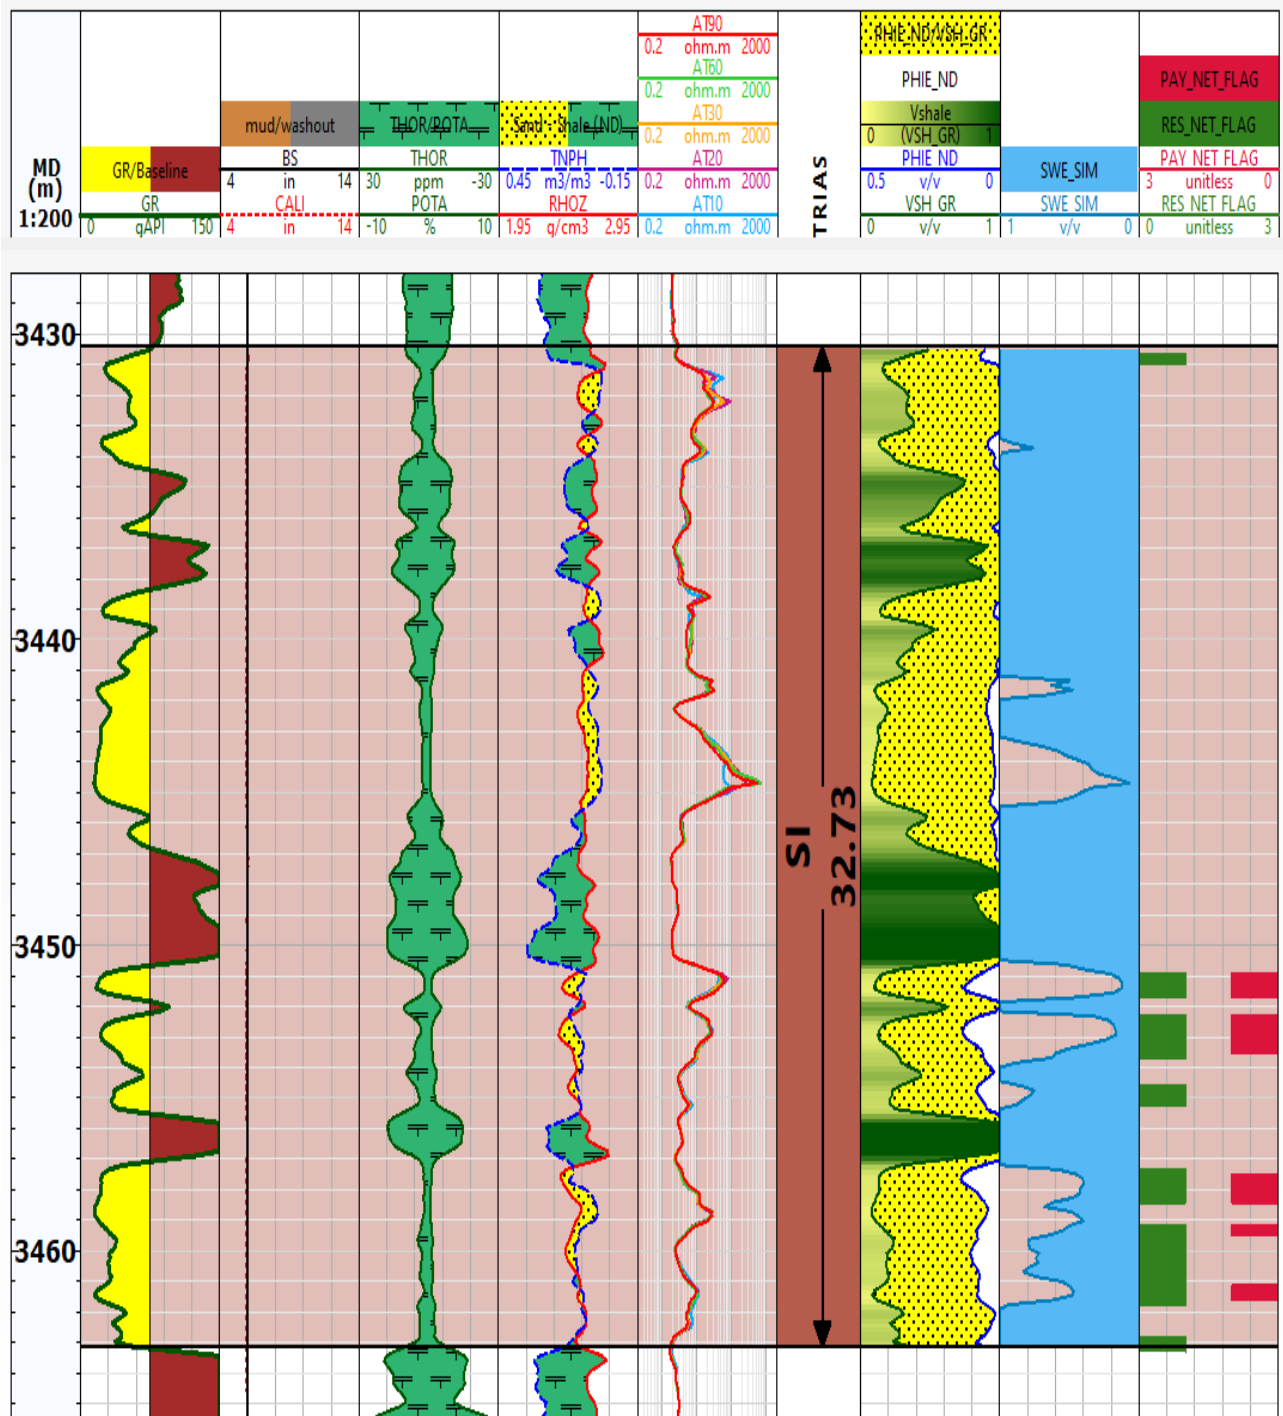 MD
(m)
1:200
GR/Baseline
GR
0 gAPI 150
mud/washout
BS
4 in 14
CALI
4 in 14
THOR/POTA
THOR
30 ppm -30
POTA
-10 % 10
Sand - Shale (ND)
TNPH
0.45 m3/m3 -0.15
RHOZ
1.95 g/cm3 2.95
AT90
0.2 ohm.m 2000
AT60
0.2 ohm.m 2000
AT30
0.2 ohm.m 2000
AT20
0.2 ohm.m 2000
AT10
0.2 ohm.m 2000
TRIAS
PHIE_ND/VSH_GR
PHIE_ND
Vshale
0 (VSH_GR) 1
PHIE_ND
0.5 v/v 0
VSH_GR
0 v/v 1
SWE_SIM
SWE_SIM
1 v/v 0
PAY_NET_FLAG
RES_NET_FLAG
PAY_NET_FLAG
3 unitless 0
RES_NET_FLAG
0 unitless 3
3430
3440
3450
3460
SI
32.73